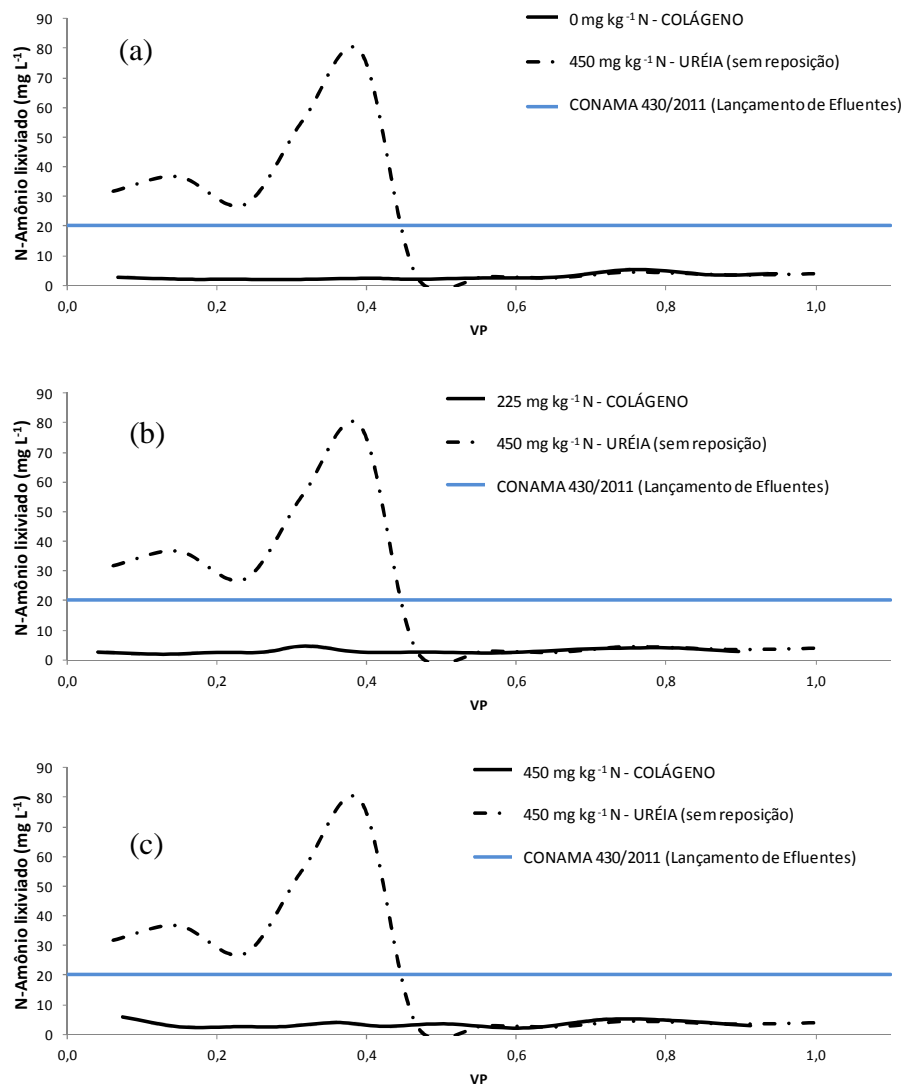 (a)
0 mg kg⁻¹ N - COLÁGENO
450 mg kg⁻¹ N - URÉIA (sem reposição)
CONAMA 430/2011 (Lançamento de Efluentes)
N-Amônio lixiviado (mg L⁻¹)
90
80
70
60
50
40
30
20
10
0
0,0 0,2 0,4 0,6 0,8 1,0
VP
(b)
225 mg kg⁻¹ N - COLÁGENO
450 mg kg⁻¹ N - URÉIA (sem reposição)
CONAMA 430/2011 (Lançamento de Efluentes)
N-Amônio lixiviado (mg L⁻¹)
90
80
70
60
50
40
30
20
10
0
0,0 0,2 0,4 0,6 0,8 1,0
VP
(c)
450 mg kg⁻¹ N - COLÁGENO
450 mg kg⁻¹ N - URÉIA (sem reposição)
CONAMA 430/2011 (Lançamento de Efluentes)
N-Amônio lixiviado (mg L⁻¹)
90
80
70
60
50
40
30
20
10
0
0,0 0,2 0,4 0,6 0,8 1,0
VP